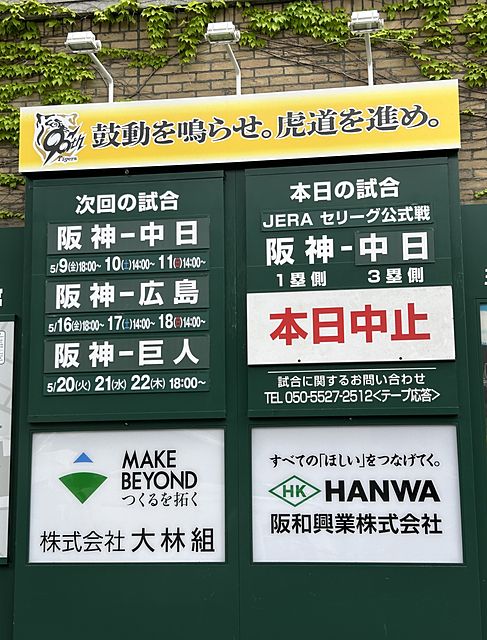 90th
Tigers
鼓動を鳴らせ。虎道を進め。
次回の試合
阪神-中日
5/9(金)18:00~ 10(土)14:00~ 11(日)14:00~
阪神-広島
5/16(金)18:00~ 17(土)14:00~ 18(日)14:00~
阪神-巨人
5/20(火) 21(水) 22(木) 18:00~
本日の試合
JERA セリーグ公式戦
阪神-中日
1塁側 3塁側
本日中止
試合に関するお問い合わせ
TEL 050-5527-2512<テープ応答>
MAKE
BEYOND
つくるを拓く
株式会社 大林組
すべての「ほしい」をつなげてく。
HK HANWA
阪和興業株式会社